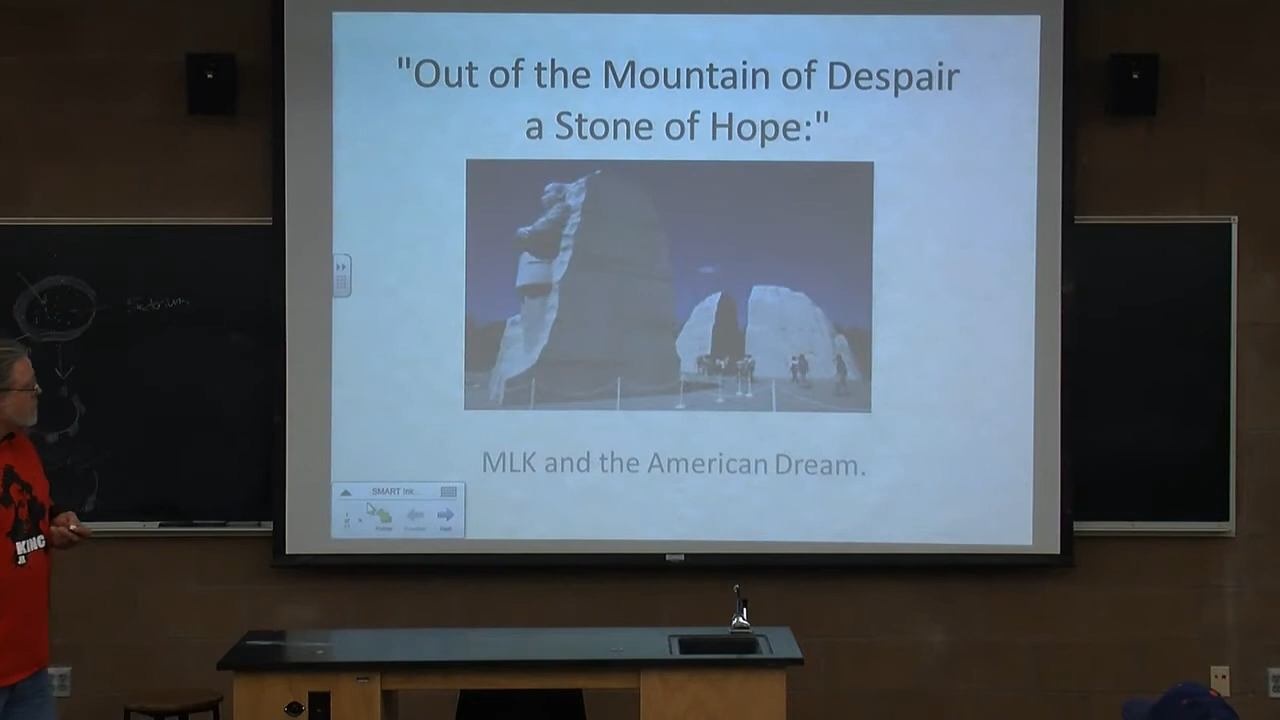 "Out of the Mountain of Despair
a Stone of Hope:"
MLK and the American Dream.
SMART Ink...
KING